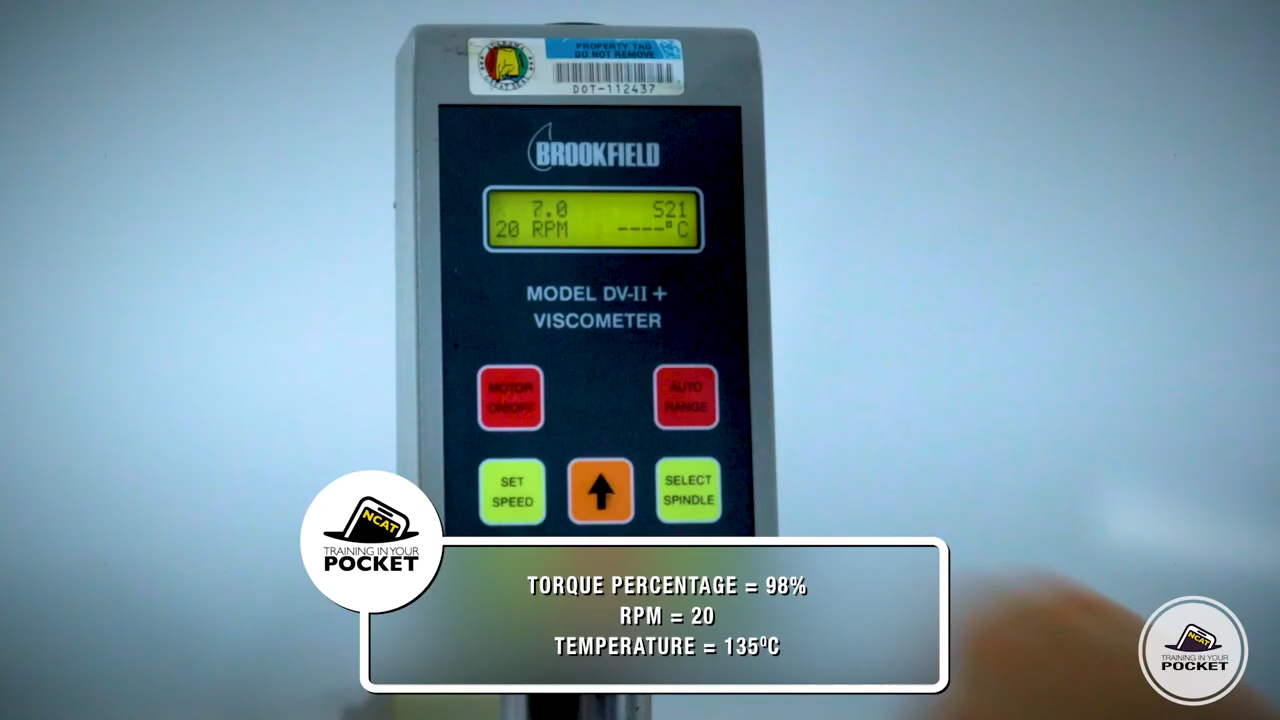 PROPERTY TAG
DO NOT REMOVE
DOT-112437
BROOKFIELD
7.0 S21
20 RPM ----°C
MODEL DV-II +
VISCOMETER
MOTOR
ON/OFF
AUTO
RANGE
SET
SPEED
SELECT
SPINDLE
NCAT
TRAINING IN YOUR
POCKET
TORQUE PERCENTAGE = 98%
RPM = 20
TEMPERATURE = 135ºC
NCAT
TRAINING IN YOUR
POCKET